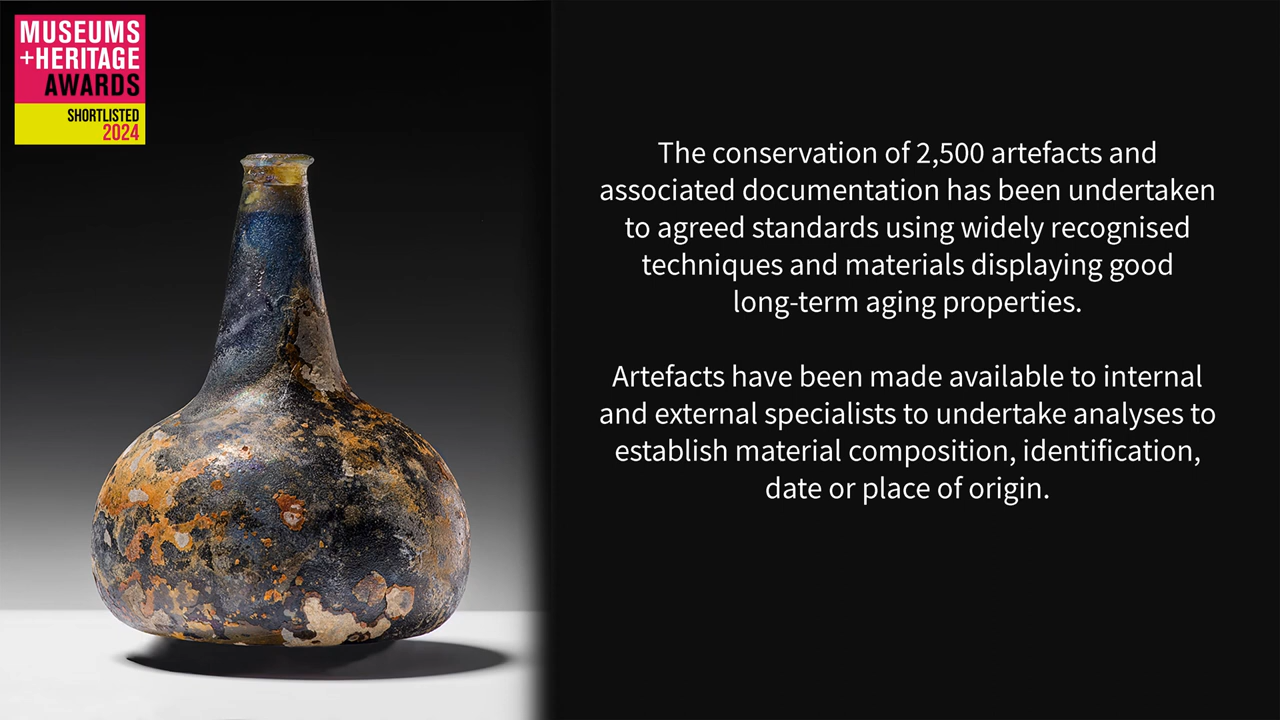 MUSEUMS
+HERITAGE
AWARDS
SHORTLISTED
2024
The conservation of 2,500 artefacts and
associated documentation has been undertaken
to agreed standards using widely recognised
techniques and materials displaying good
long-term aging properties.
Artefacts have been made available to internal
and external specialists to undertake analyses to
establish material composition, identification,
date or place of origin.